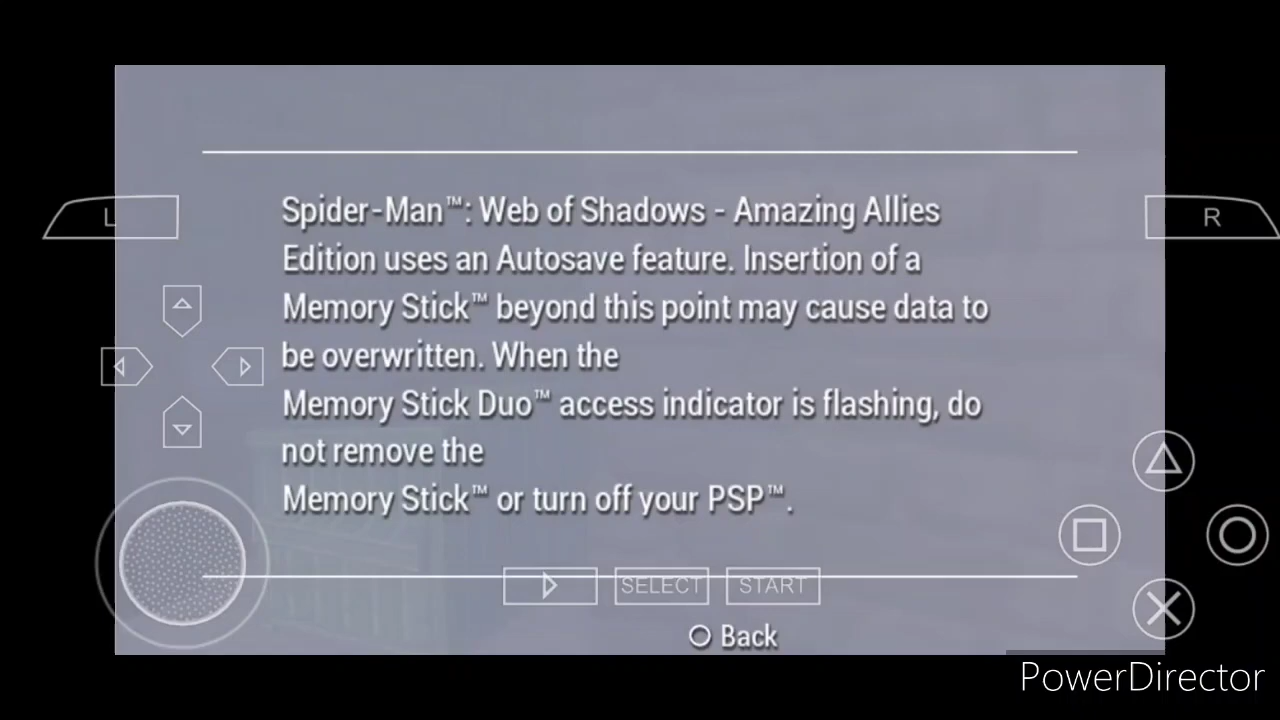 Spider-Man™: Web of Shadows - Amazing Allies
L
R
Edition uses an Autosave feature. Insertion of a
Memory Stick™ beyond this point may cause data to
be overwritten. When the
Memory Stick Duo™ access indicator is flashing, do
not remove the
Memory Stick™ or turn off your PSP™.
SELECT
START
Back
PowerDirector